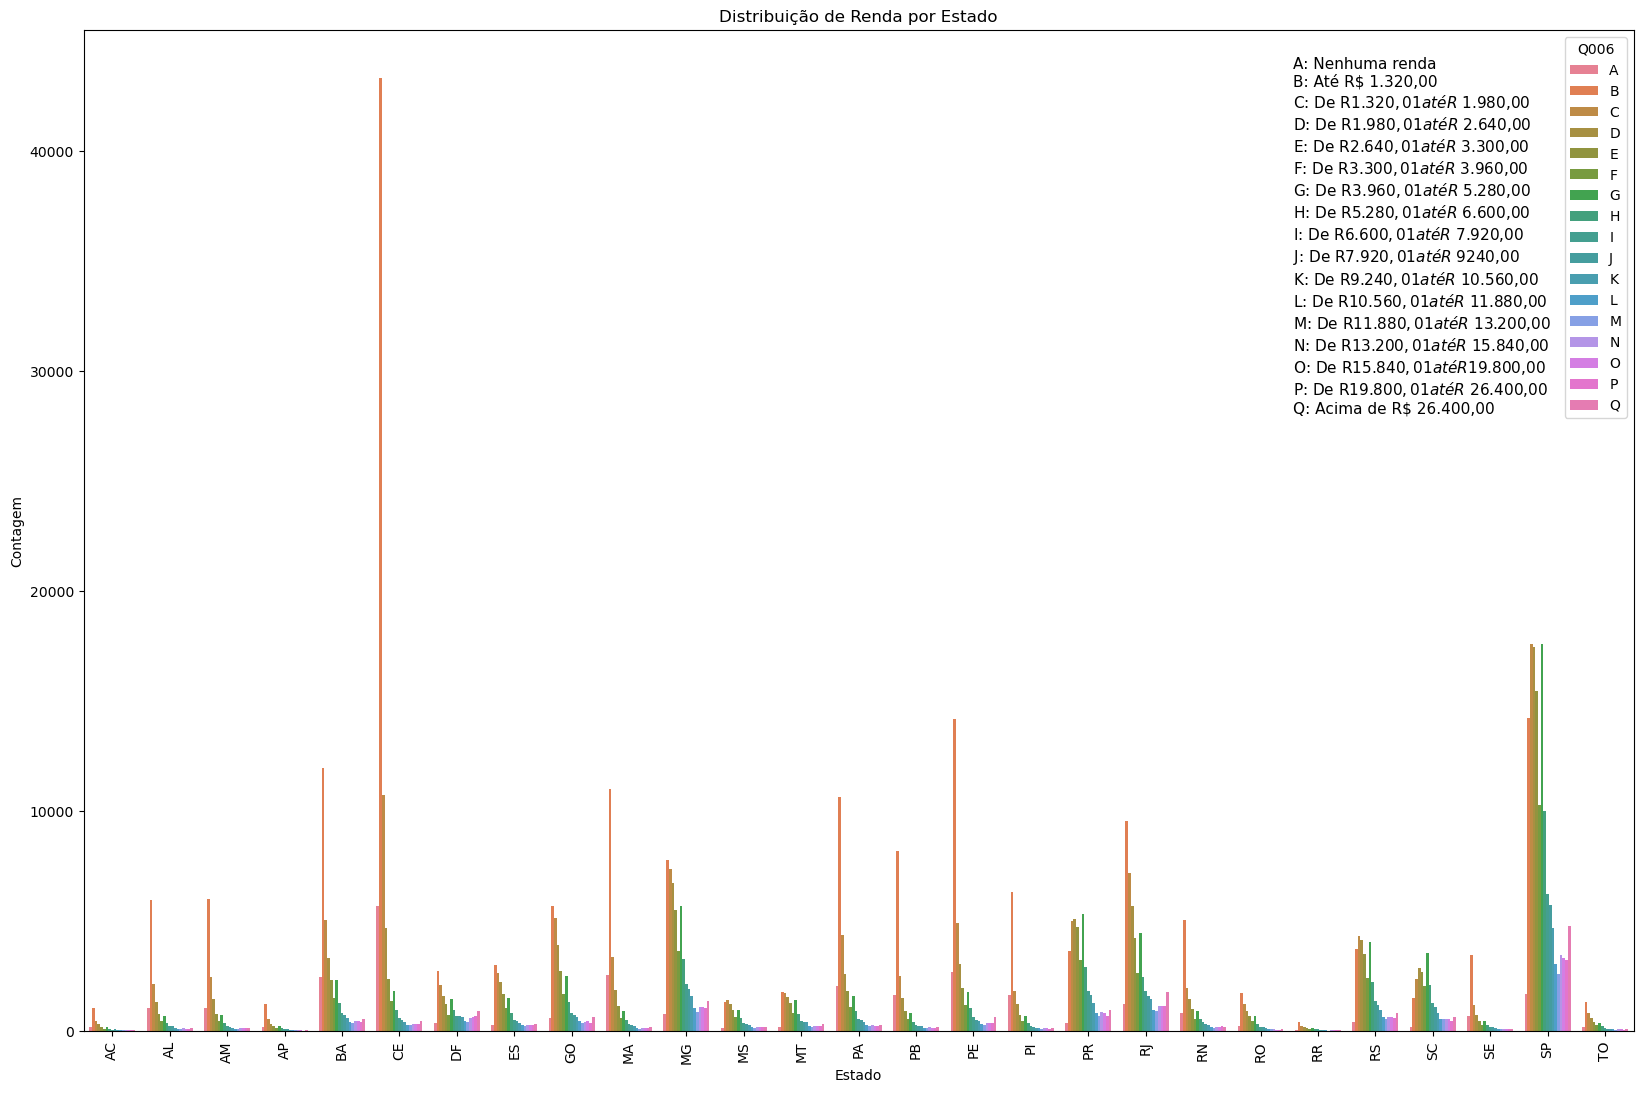 Distribuição de Renda por Estado
Q006
A
B
C
D
E
F
G
H
I
J
K
L
M
N
O
P
Q
A: Nenhuma renda
B: Até R$ 1.320,00
C: De R1.320,01atéR 1.980,00
D: De R1.980,01atéR 2.640,00
E: De R2.640,01atéR 3.300,00
F: De R3.300,01atéR 3.960,00
G: De R3.960,01atéR 5.280,00
H: De R5.280,01atéR 6.600,00
I: De R6.600,01atéR 7.920,00
J: De R7.920,01atéR 9240,00
K: De R9.240,01atéR 10.560,00
L: De R10.560,01atéR 11.880,00
M: De R11.880,01atéR 13.200,00
N: De R13.200,01atéR 15.840,00
O: De R15.840,01atéR19.800,00
P: De R19.800,01atéR 26.400,00
Q: Acima de R$ 26.400,00
Contagem
40000
30000
20000
10000
0
AC
AL
AM
AP
BA
CE
DF
ES
GO
MA
MG
MS
MT
PA
PB
PE
PI
PR
RJ
RN
RO
RR
RS
SC
SE
SP
TO
Estado